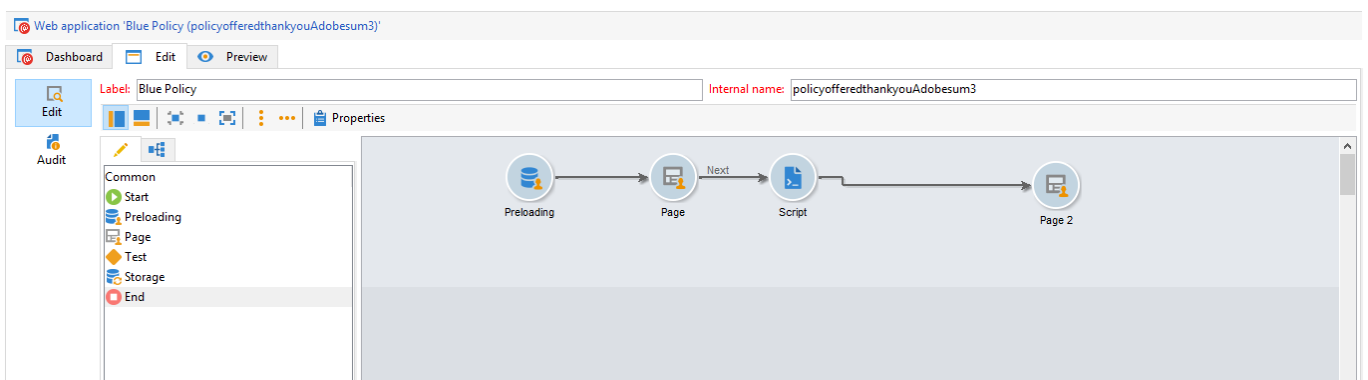 Web application 'Blue Policy (policyofferedthankyouAdobesum3)'
Dashboard Edit Preview
Label: Blue Policy Internal name: policyofferedthankyouAdobesum3
Edit
Properties
Audit
Common
Start
Preloading
Page
Test
Storage
End
Next
Preloading Page Script Page 2